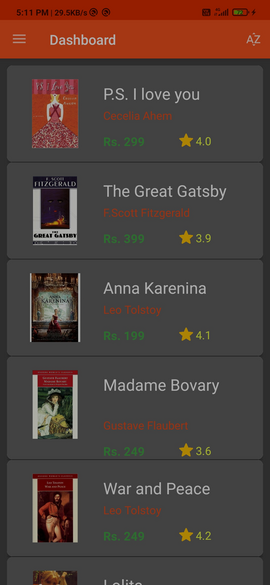 5:11 PM | 29.5KB/s
Dashboard
AZ
P.S. I love you
Cecelia Ahern
Rs. 299
4.0
F. SCOTT
FITZGERALD
THE
GREAT GATSBY
The Great Gatsby
F.Scott Fitzgerald
Rs. 399
3.9
ANNA
KARENINA
Anna Karenina
Leo Tolstoy
Rs. 199
4.1
Madame Bovary
Gustave Flaubert
Rs. 249
3.6
War and Peace
Leo Tolstoy
Rs. 249
4.2
Lolita